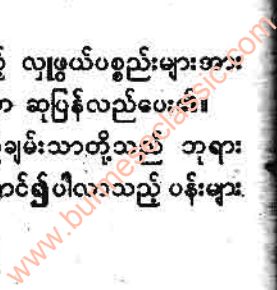 လှူဖွယ်ပစ္စည်းများအား
ဆုပြန်လည်ပေး၏။
ချမ်းသာတို့သည် ဘုရား
၍ပါလာသည့် ပန်းများ
www.burmeseclassic.com